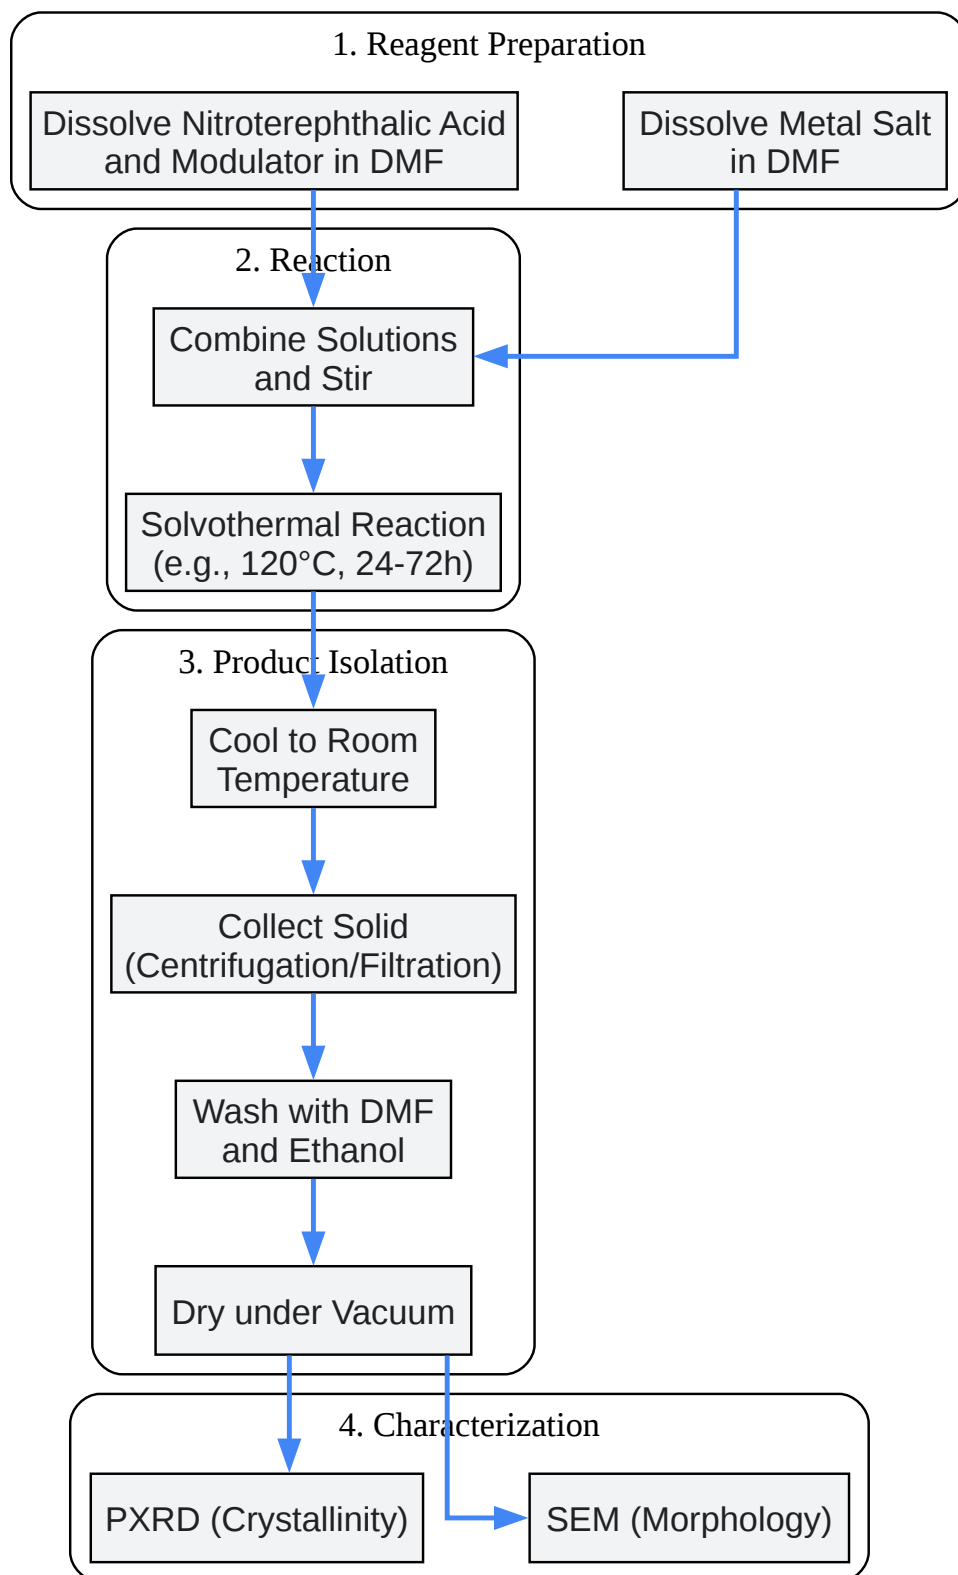 1. Reagent Preparation
Dissolve Nitroterephthalic Acid
and Modulator in DMF
Dissolve Metal Salt
in DMF
2. Reaction
Combine Solutions
and Stir
Solvothermal Reaction
(e.g., 120°C, 24-72h)
3. Product Isolation
Cool to Room
Temperature
Collect Solid
(Centrifugation/Filtration)
Wash with DMF
and Ethanol
Dry under Vacuum
4. Characterization
PXRD (Crystallinity)
SEM (Morphology)